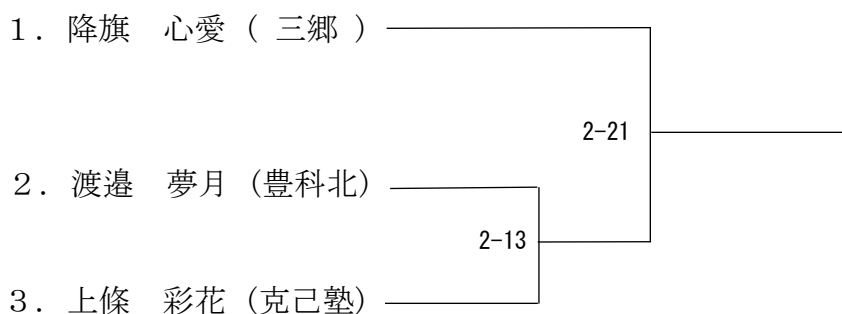 １. 降旗　心愛 ( 三郷 )
2-21
２. 渡邉　夢月 (豊科北)
2-13
３. 上條　彩花 (克己塾)